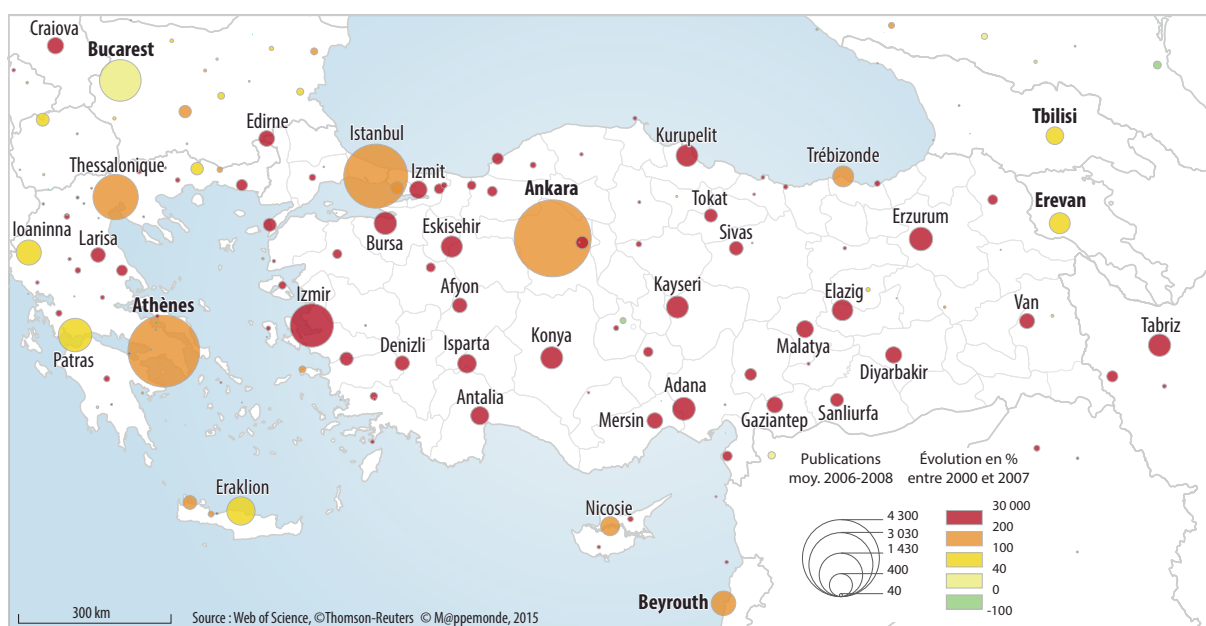 Craiova
Bucarest
Edirne
Istanbul
Kurupelit
Tbilisi
Thessalonique
Izmit
Trébizonde
Ankara
Tokat
Erevan
Ioaninna
Larisa
Bursa
Eskisehir
Sivas
Erzurum
Athènes
Izmir
Afyon
Kayseri
Elazig
Van
Tabriz
Patras
Denizli
Isparta
Konya
Malatya
Diyarbakir
Antalia
Adana
Mersin
Gaziantep
Sanliurfa
Eraklion
Nicosie
Beyrouth
Publications
moy. 2006-2008
4 300
3 030
1 430
400
40
Évolution en %
entre 2000 et 2007
30 000
200
100
40
0
-100
300 km
Source : Web of Science, ©Thomson-Reuters © M@ppemonde, 2015